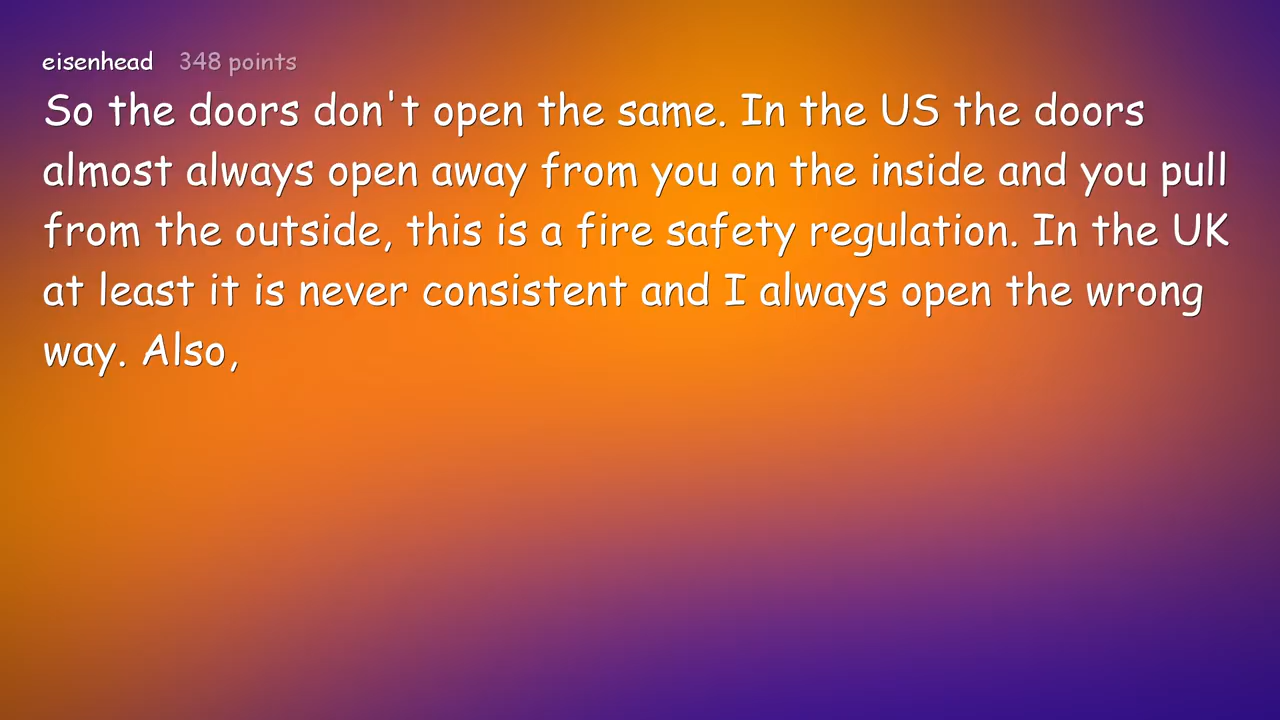 eisenhead 348 points
So the doors don't open the same. In the US the doors
almost always open away from you on the inside and you pull
from the outside, this is a fire safety regulation. In the UK
at least it is never consistent and I always open the wrong
way. Also,